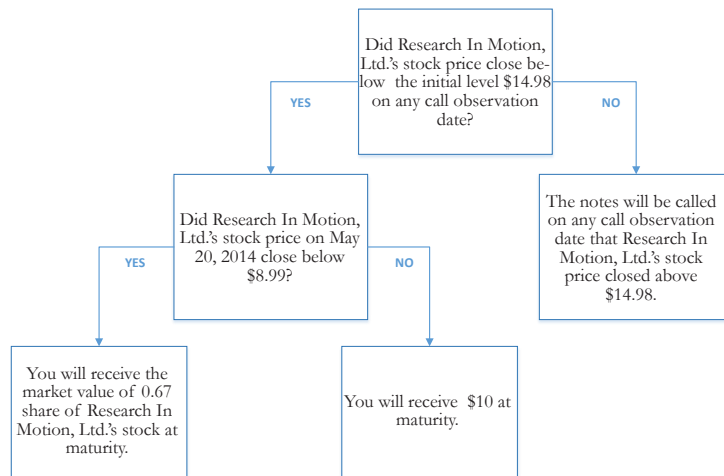 Did Research In Motion,
Ltd.'s stock price close be-
low the initial level $14.98
on any call observation
date?
YES
NO
Did Research In Motion,
Ltd.'s stock price on May
20, 2014 close below
$8.99?
The notes will be called
on any call observation
date that Research In
Motion, Ltd.'s stock
price closed above
$14.98.
YES
NO
You will receive the
market value of 0.67
share of Research In
Motion, Ltd.'s stock at
maturity.
You will receive $10 at
maturity.